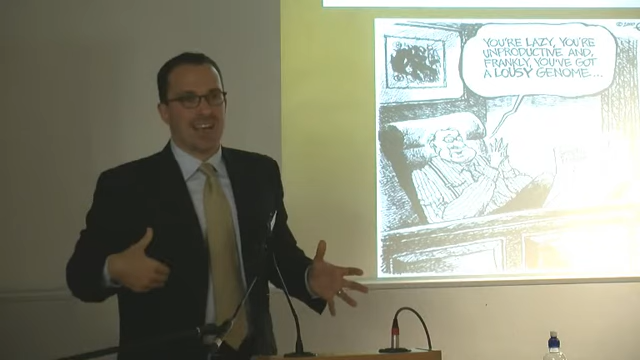 YOU'RE LAZY, YOU'RE
UNPRODUCTIVE AND,
FRANKLY, YOU'VE GOT
A LOUSY GENOME...